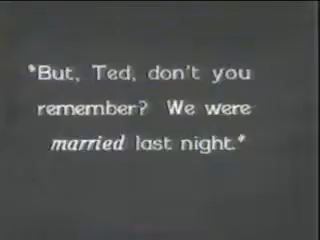 "But, Ted, don't you
remember? We were
married last night."